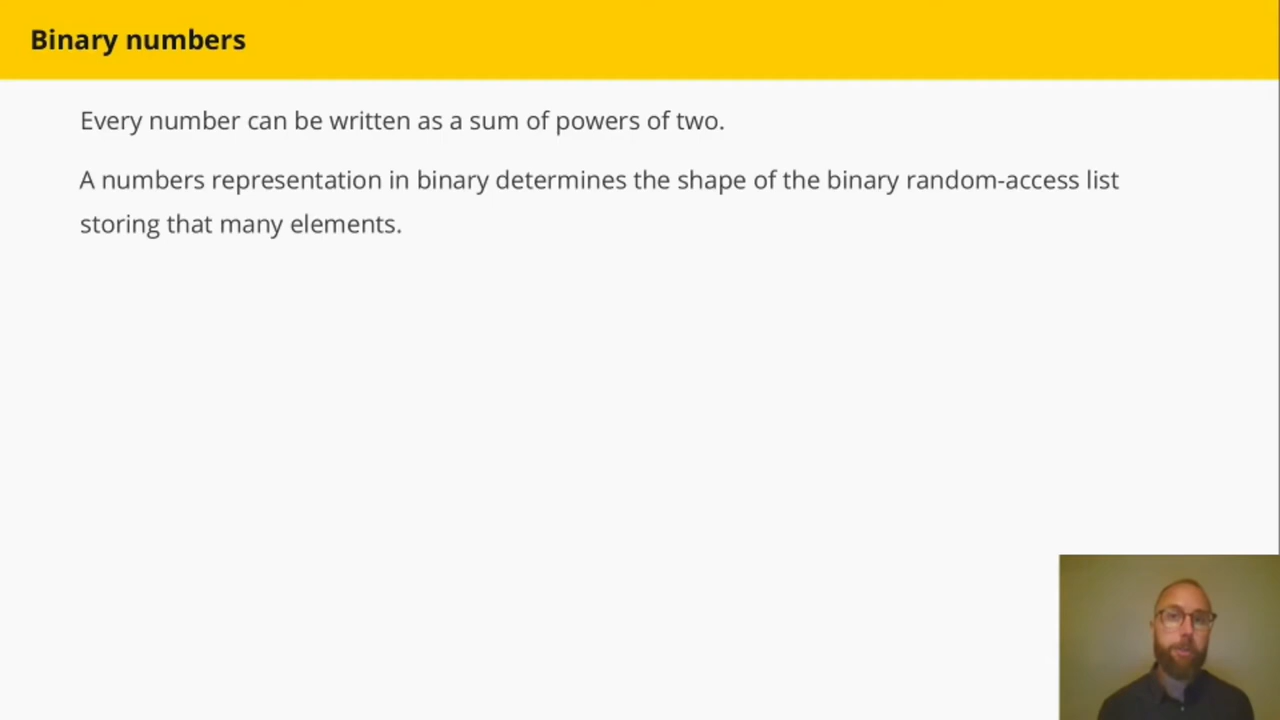 Binary numbers
Every number can be written as a sum of powers of two.
A numbers representation in binary determines the shape of the binary random-access list
storing that many elements.